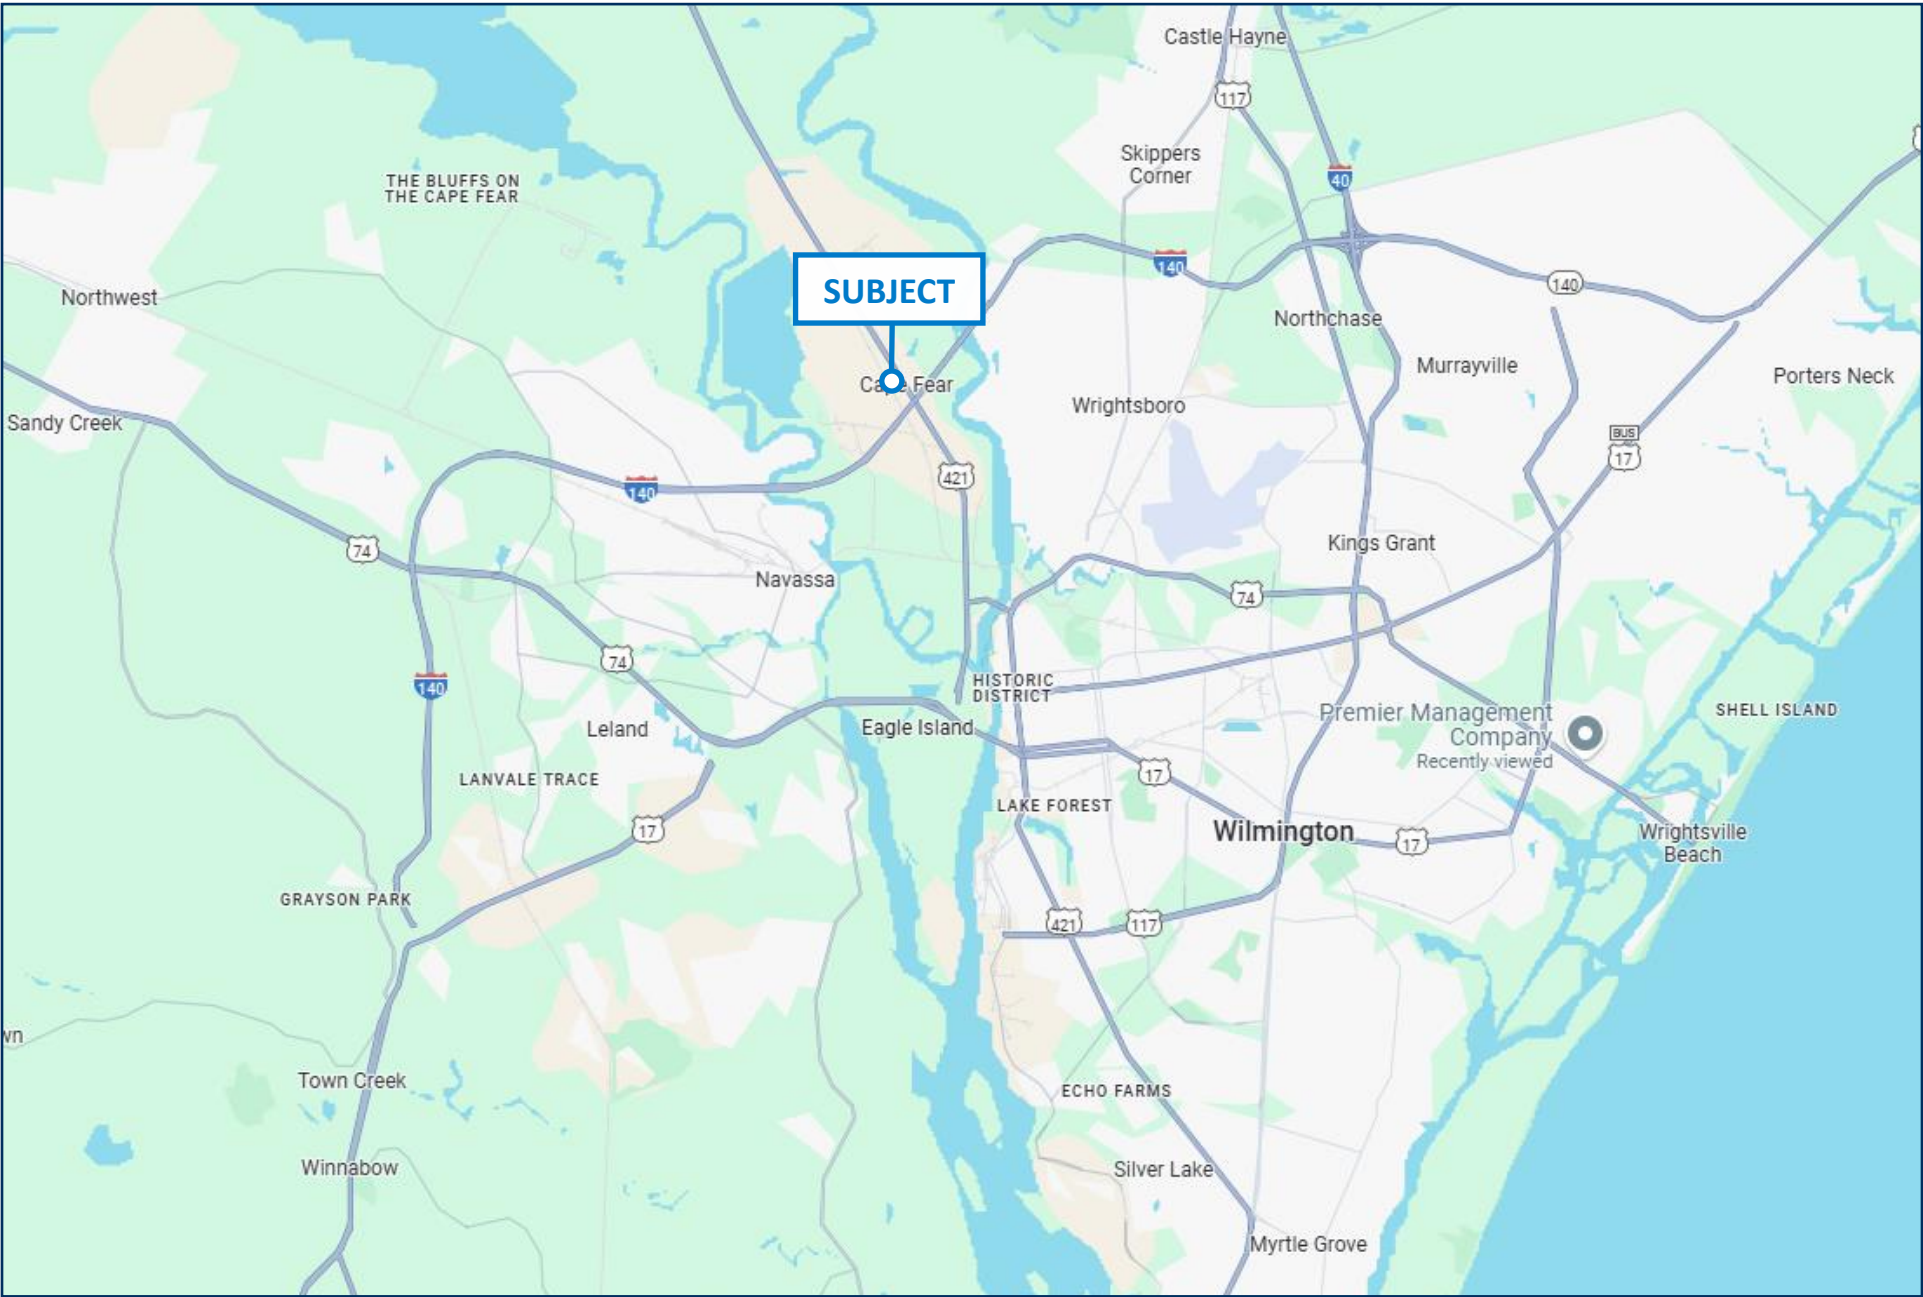 Castle Hayne
117
Skippers
Corner
40
THE BLUFFS ON
THE CAPE FEAR
140
SUBJECT
140
Northwest
Northchase
Murrayville
Porters Neck
Cape Fear
Wrightsboro
Sandy Creek
BUS
17
421
140
74
Kings Grant
Navassa
74
74
140
HISTORIC
DISTRICT
SHELL ISLAND
Leland
Eagle Island
Premier Management
Company
Recently viewed
LANVALE TRACE
17
LAKE FOREST
17
Wilmington
17
Wrightsville
Beach
GRAYSON PARK
421
117
wn
Town Creek
ECHO FARMS
Winnabow
Silver Lake
Myrtle Grove